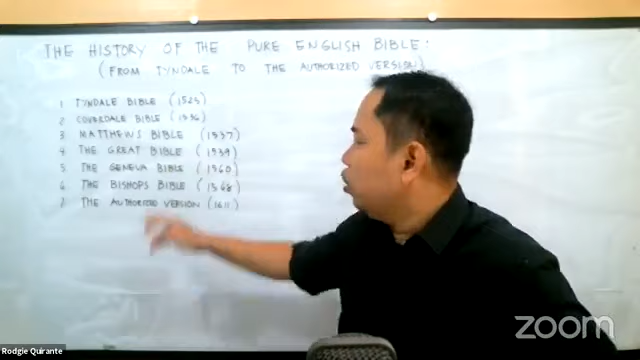 THE HISTORY OF THE PURE ENGLISH BIBLE:
(FROM TYNDALE TO THE AUTHORIZED VERSION)
1 TYNDALE BIBLE (1525)
2 COVERDALE BIBLE (1536)
3 MATTHEWS BIBLE (1537)
4 THE GREAT BIBLE (1539)
5 THE GENEVA BIBLE (1560)
6 THE BISHOPS BIBLE (1568)
7 THE AUTHORIZED VERSION (1611)
zoom
Rodgie Quirante